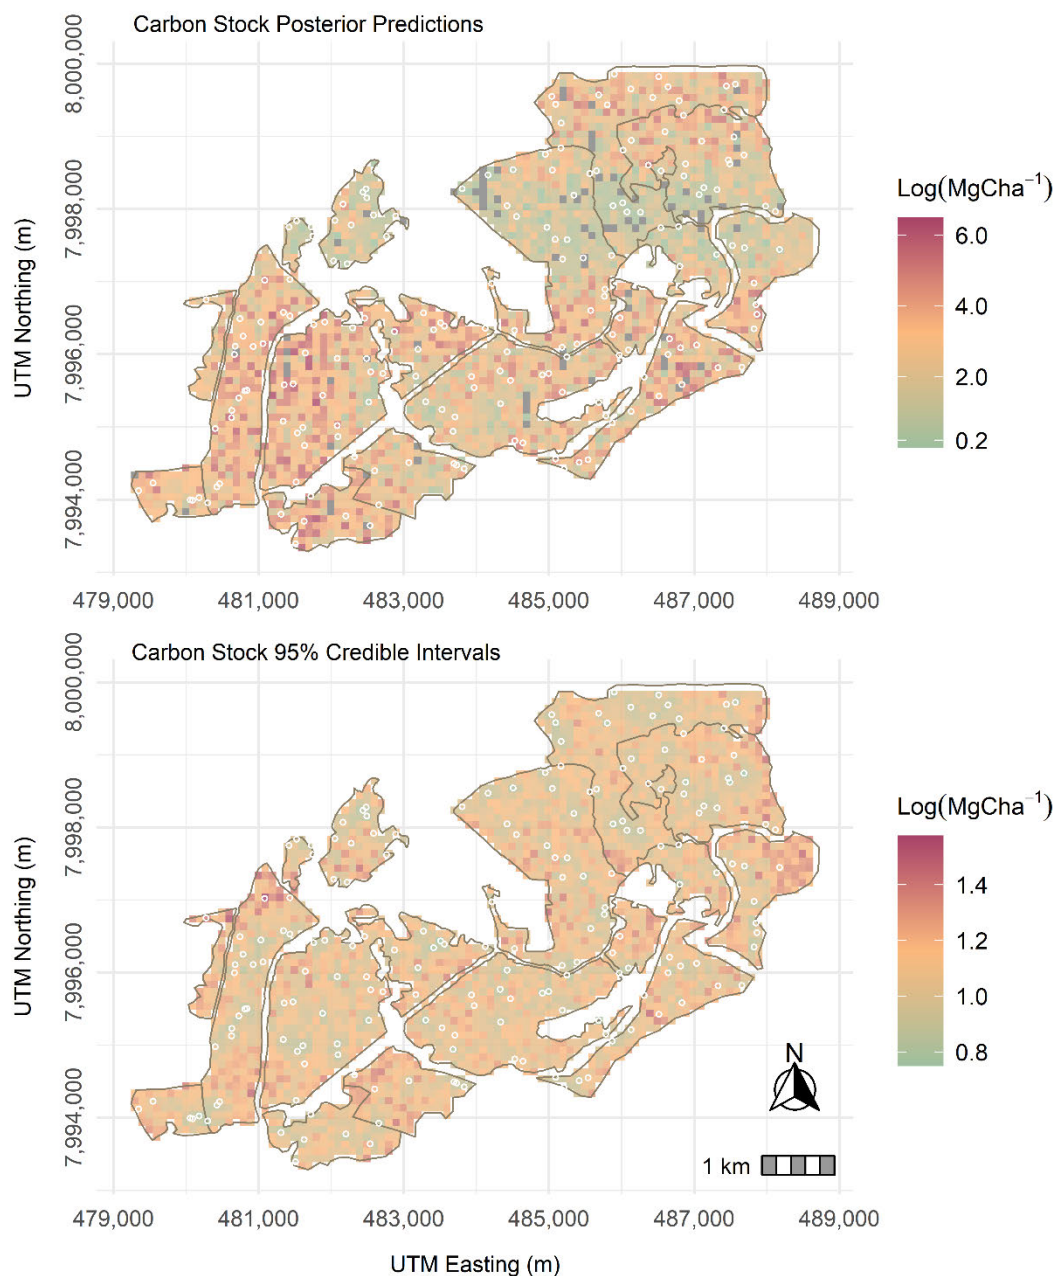 Carbon Stock Posterior Predictions
UTM Northing (m)
8,000,000
7,998,000
7,996,000
7,994,000
479,000 481,000 483,000 485,000 487,000 489,000
Log(MgCha⁻¹)
6.0
4.0
2.0
0.2
Carbon Stock 95% Credible Intervals
UTM Northing (m)
8,000,000
7,998,000
7,996,000
7,994,000
479,000 481,000 483,000 485,000 487,000 489,000
UTM Easting (m)
Log(MgCha⁻¹)
1.4
1.2
1.0
0.8
N
1 km